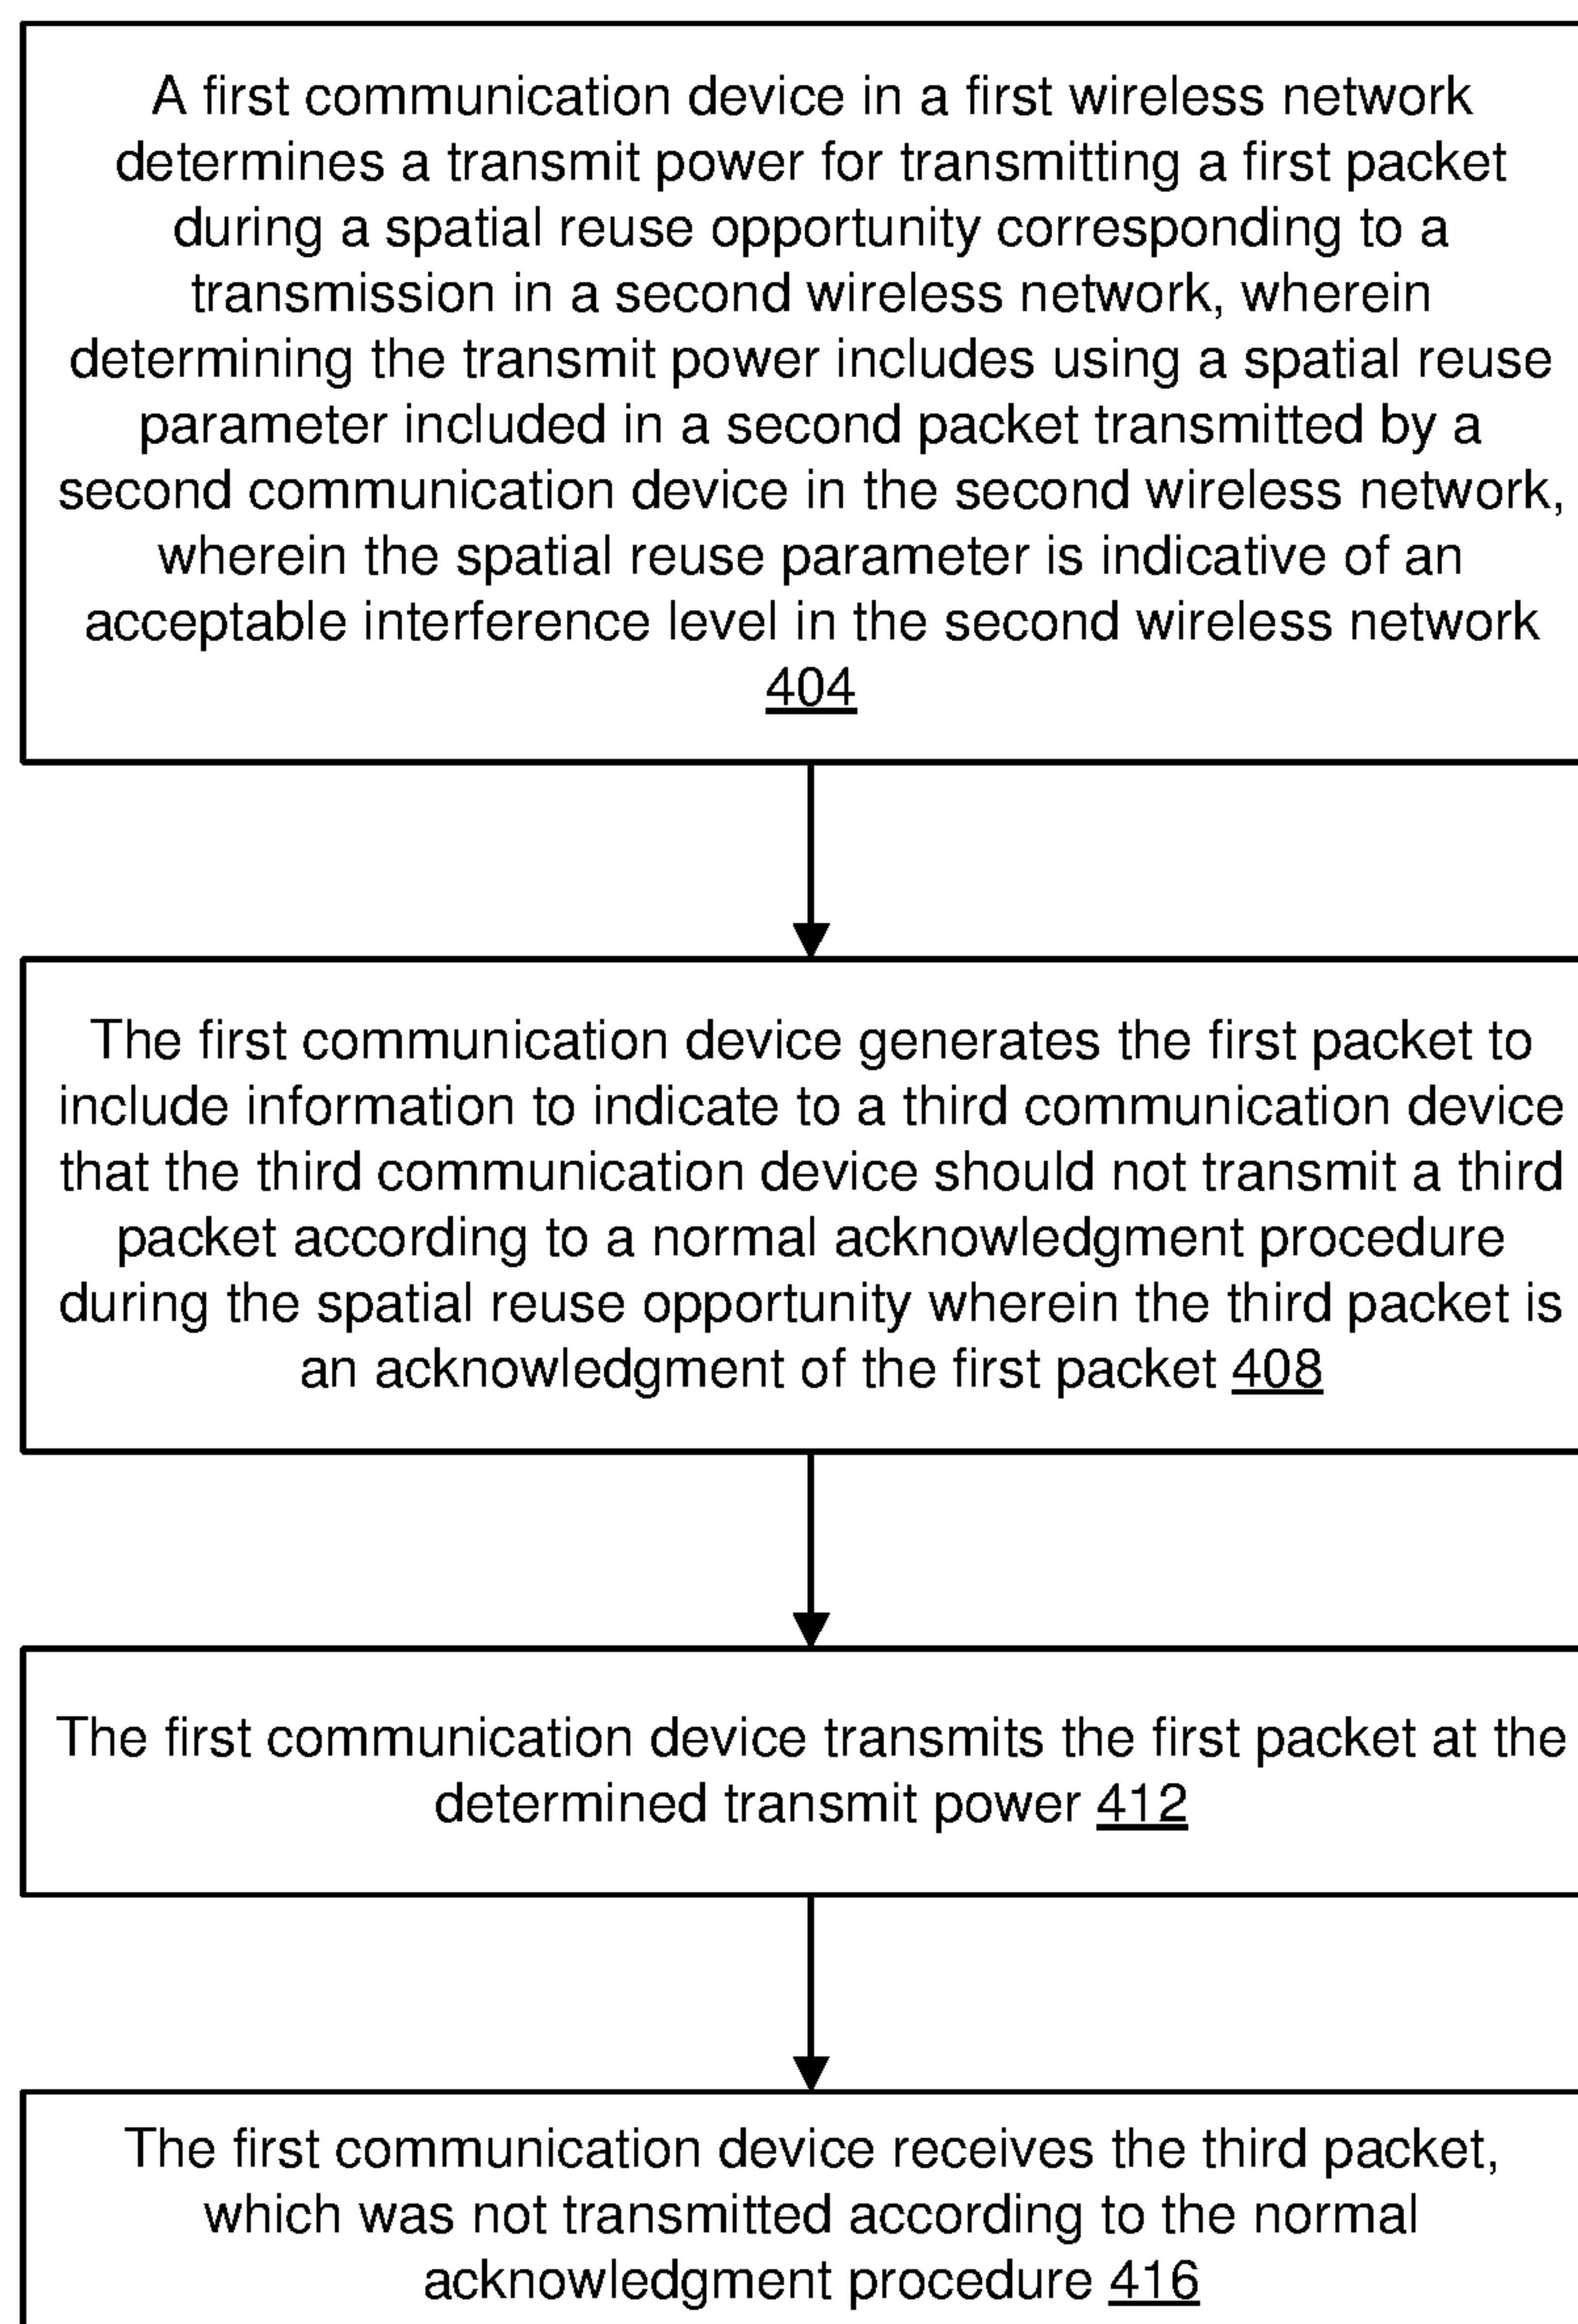 A first communication device in a first wireless network
determines a transmit power for transmitting a first packet
during a spatial reuse opportunity corresponding to a
transmission in a second wireless network, wherein
determining the transmit power includes using a spatial reuse
parameter included in a second packet transmitted by a
second communication device in the second wireless network,
wherein the spatial reuse parameter is indicative of an
acceptable interference level in the second wireless network
404
The first communication device generates the first packet to
include information to indicate to a third communication device
that the third communication device should not transmit a third
packet according to a normal acknowledgment procedure
during the spatial reuse opportunity wherein the third packet is
an acknowledgment of the first packet 408
The first communication device transmits the first packet at the
determined transmit power 412
The first communication device receives the third packet,
which was not transmitted according to the normal
acknowledgment procedure 416